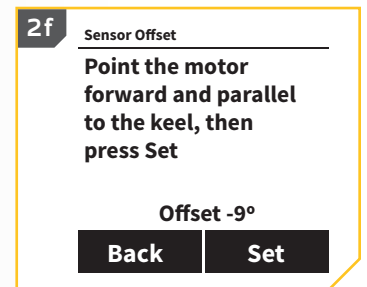 2f
Sensor Offset
Point the motor
forward and parallel
to the keel, then
press Set
Offset -9º
Back Set